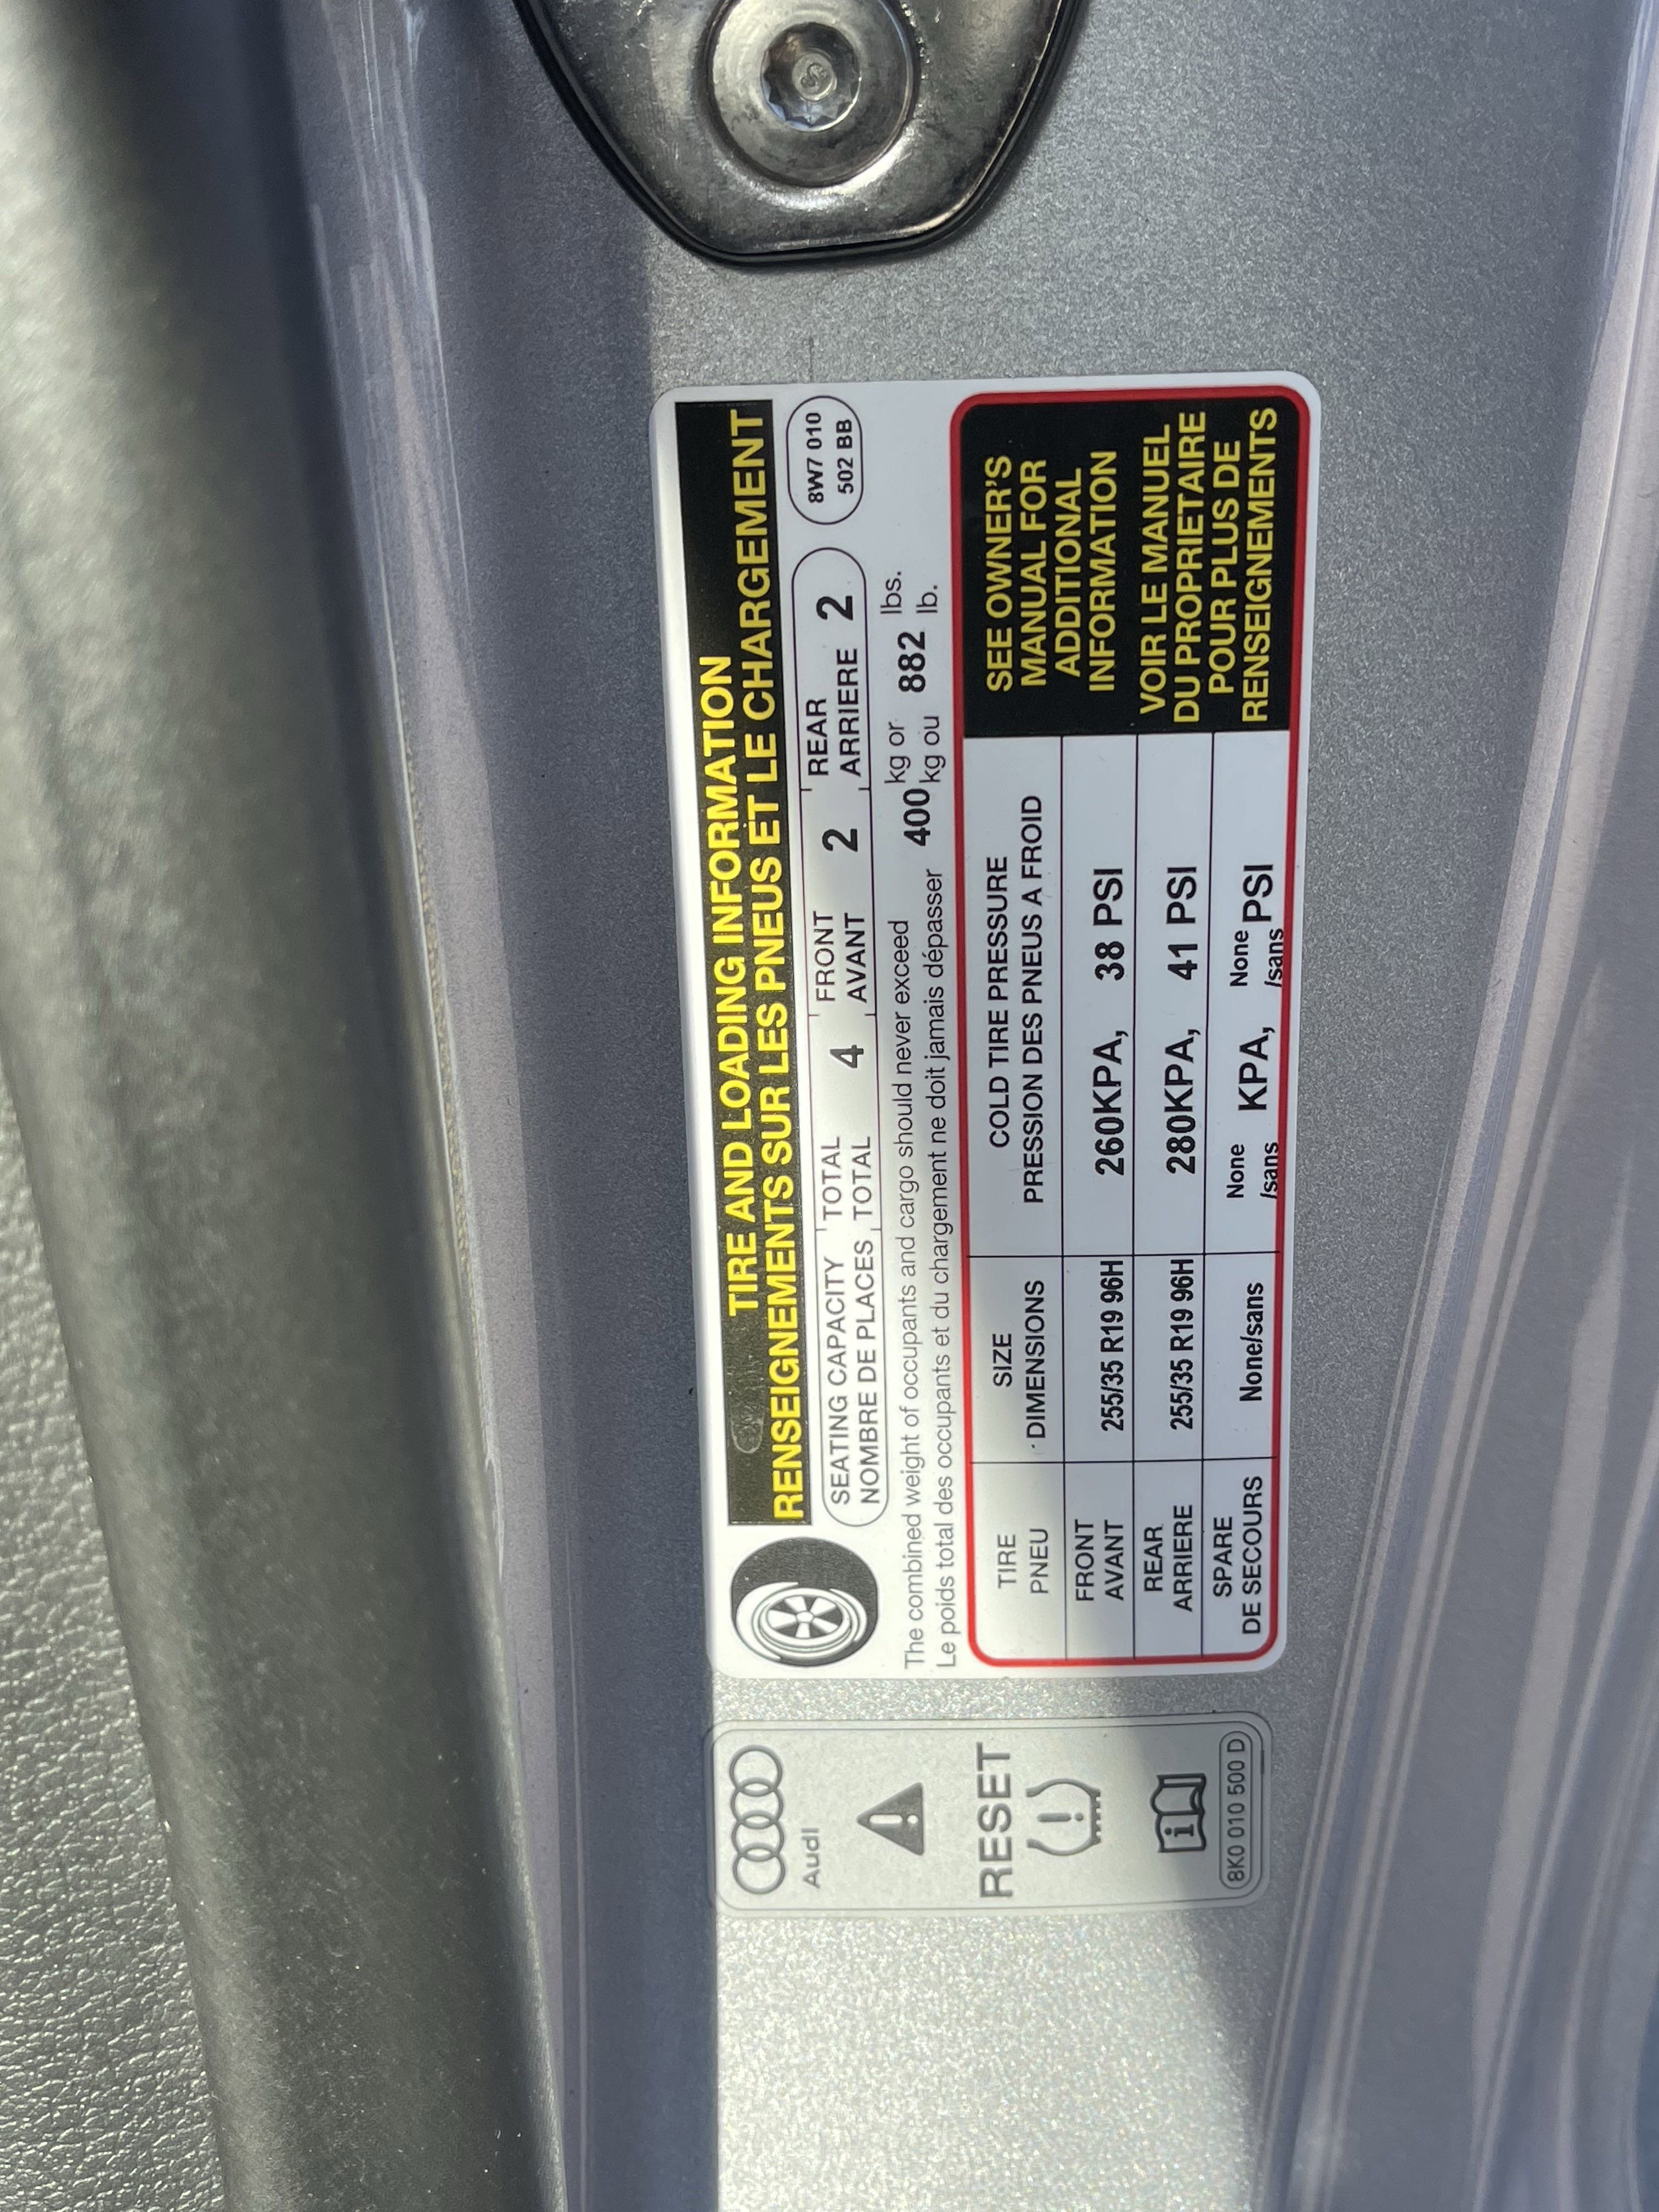 TIRE AND LOADING INFORMATION
RENSEIGNEMENTS SUR LES PNEUS ET LE CHARGEMENT
SEATING CAPACITY TOTAL 4 FRONT 2 REAR 2
NOMBRE DE PLACES TOTAL AVANT ARRIERE
8W7 010
502 BB
The combined weight of occupants and cargo should never exceed 400 kg or 882 lbs.
Le poids total des occupants et du chargement ne doit jamais dépasser kg ou lb.
TIRE SIZE COLD TIRE PRESSURE
PNEU DIMENSIONS PRESSION DES PNEUS A FROID
FRONT
AVANT 255/35 R19 96H 260KPA, 38 PSI
REAR
ARRIERE 255/35 R19 96H 280KPA, 41 PSI
SPARE None None
DE SECOURS None/sans /sans KPA, /sans PSI
SEE OWNER'S
MANUAL FOR
ADDITIONAL
INFORMATION
VOIR LE MANUEL
DU PROPRIETAIRE
POUR PLUS DE
RENSEIGNEMENTS
Audi
RESET
8K0 010 500 D